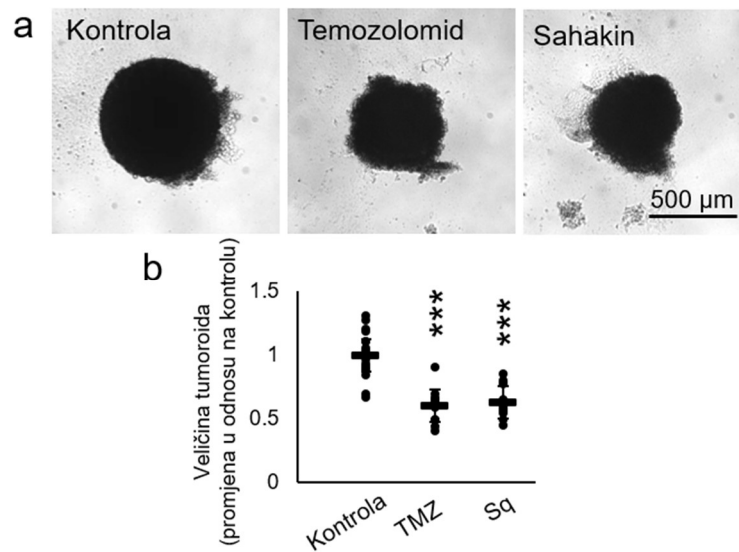 a
Kontrola
Temozolomid
Sahakin
500 µm
b
Veličina tumoroida
(promjena u odnosu na kontrolu)
1.5
1
0.5
0
***
***
Kontrola
TMZ
Sq